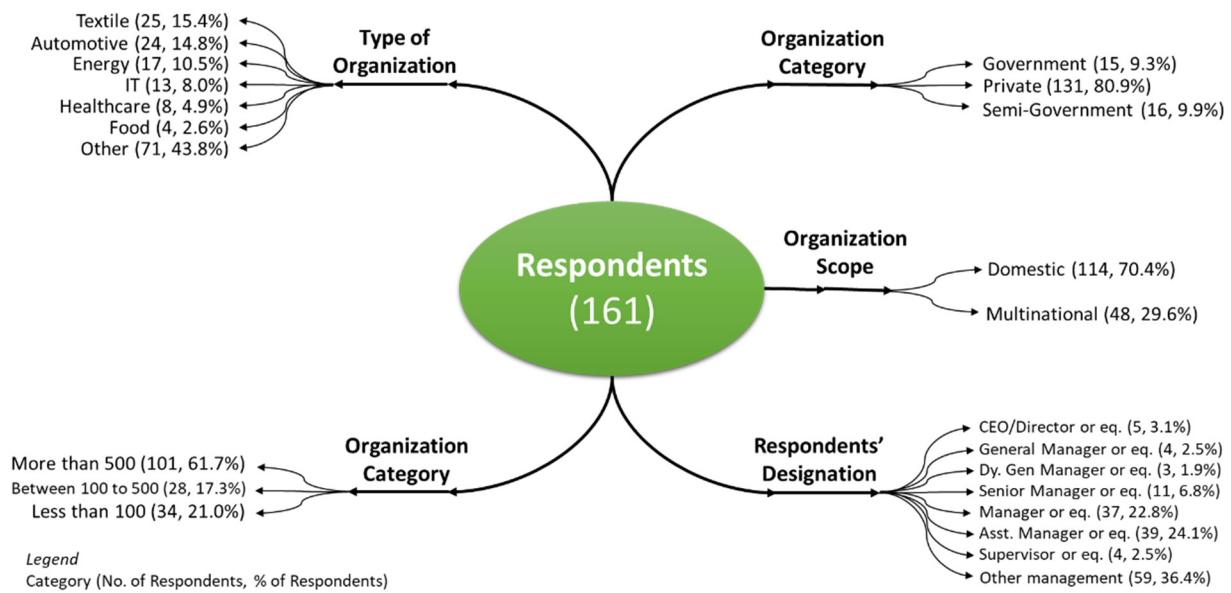 Type of
Organization
Textile (25, 15.4%)
Automotive (24, 14.8%)
Energy (17, 10.5%)
IT (13, 8.0%)
Healthcare (8, 4.9%)
Food (4, 2.6%)
Other (71, 43.8%)
Organization
Category
Government (15, 9.3%)
Private (131, 80.9%)
Semi-Government (16, 9.9%)
Respondents
(161)
Organization
Scope
Domestic (114, 70.4%)
Multinational (48, 29.6%)
Organization
Category
More than 500 (101, 61.7%)
Between 100 to 500 (28, 17.3%)
Less than 100 (34, 21.0%)
Respondents’
Designation
CEO/Director or eq. (5, 3.1%)
General Manager or eq. (4, 2.5%)
Dy. Gen Manager or eq. (3, 1.9%)
Senior Manager or eq. (11, 6.8%)
Manager or eq. (37, 22.8%)
Asst. Manager or eq. (39, 24.1%)
Supervisor or eq. (4, 2.5%)
Other management (59, 36.4%)
Legend
Category (No. of Respondents, % of Respondents)